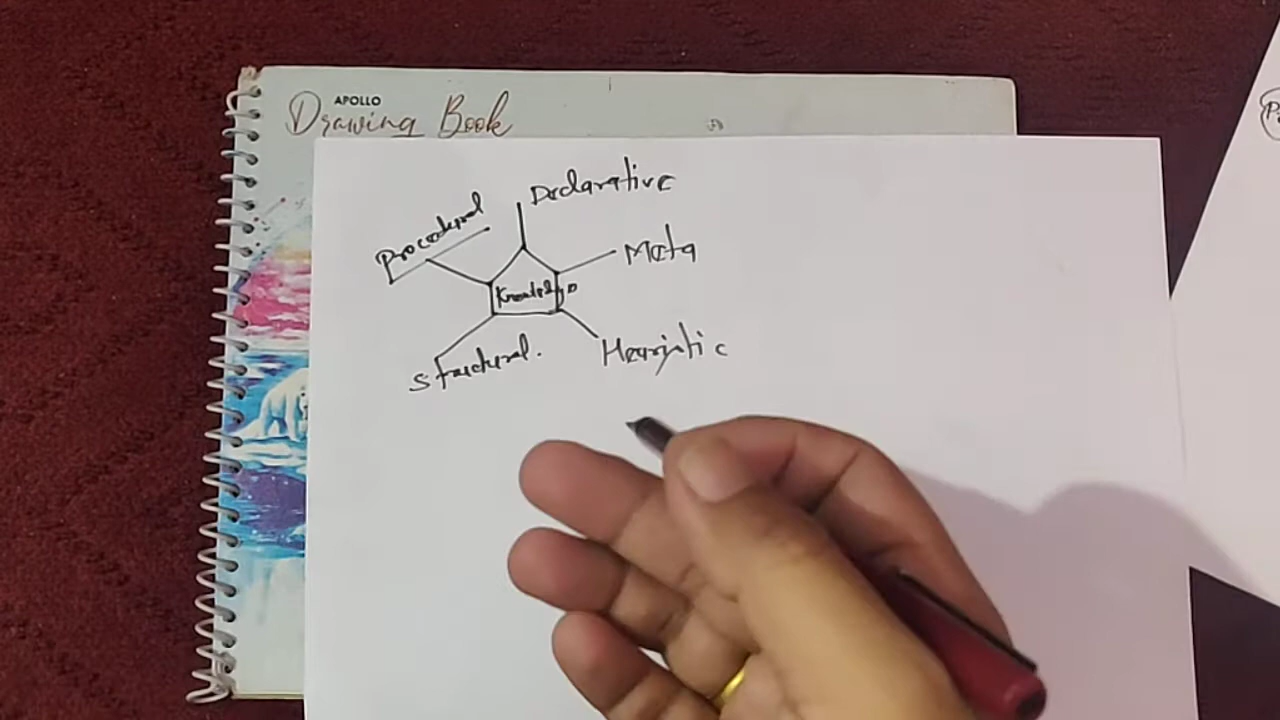 APOLLO
Drawing Book
Declarative
Procedural
Meta
Knowledge
Heuristic
Structural.